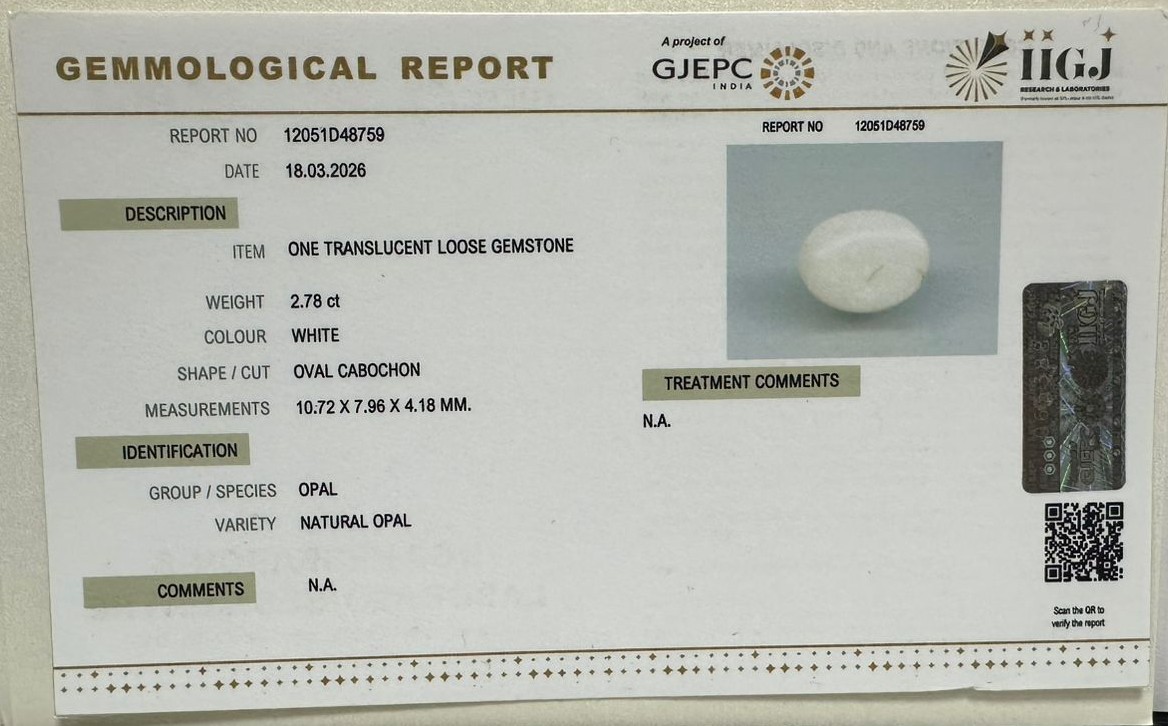 GEMMOLOGICAL REPORT
A project of
GJEPC
INDIA
IIGJ
RESEARCH & LABORATORIES
REPORT NO 12051D48759
DATE 18.03.2026
DESCRIPTION
ITEM ONE TRANSLUCENT LOOSE GEMSTONE
WEIGHT 2.78 ct
COLOUR WHITE
SHAPE / CUT OVAL CABOCHON
MEASUREMENTS 10.72 X 7.96 X 4.18 MM.
IDENTIFICATION
GROUP / SPECIES OPAL
VARIETY NATURAL OPAL
COMMENTS N.A.
REPORT NO 12051D48759
TREATMENT COMMENTS
N.A.
IIGJ
Scan the QR to
verify the report